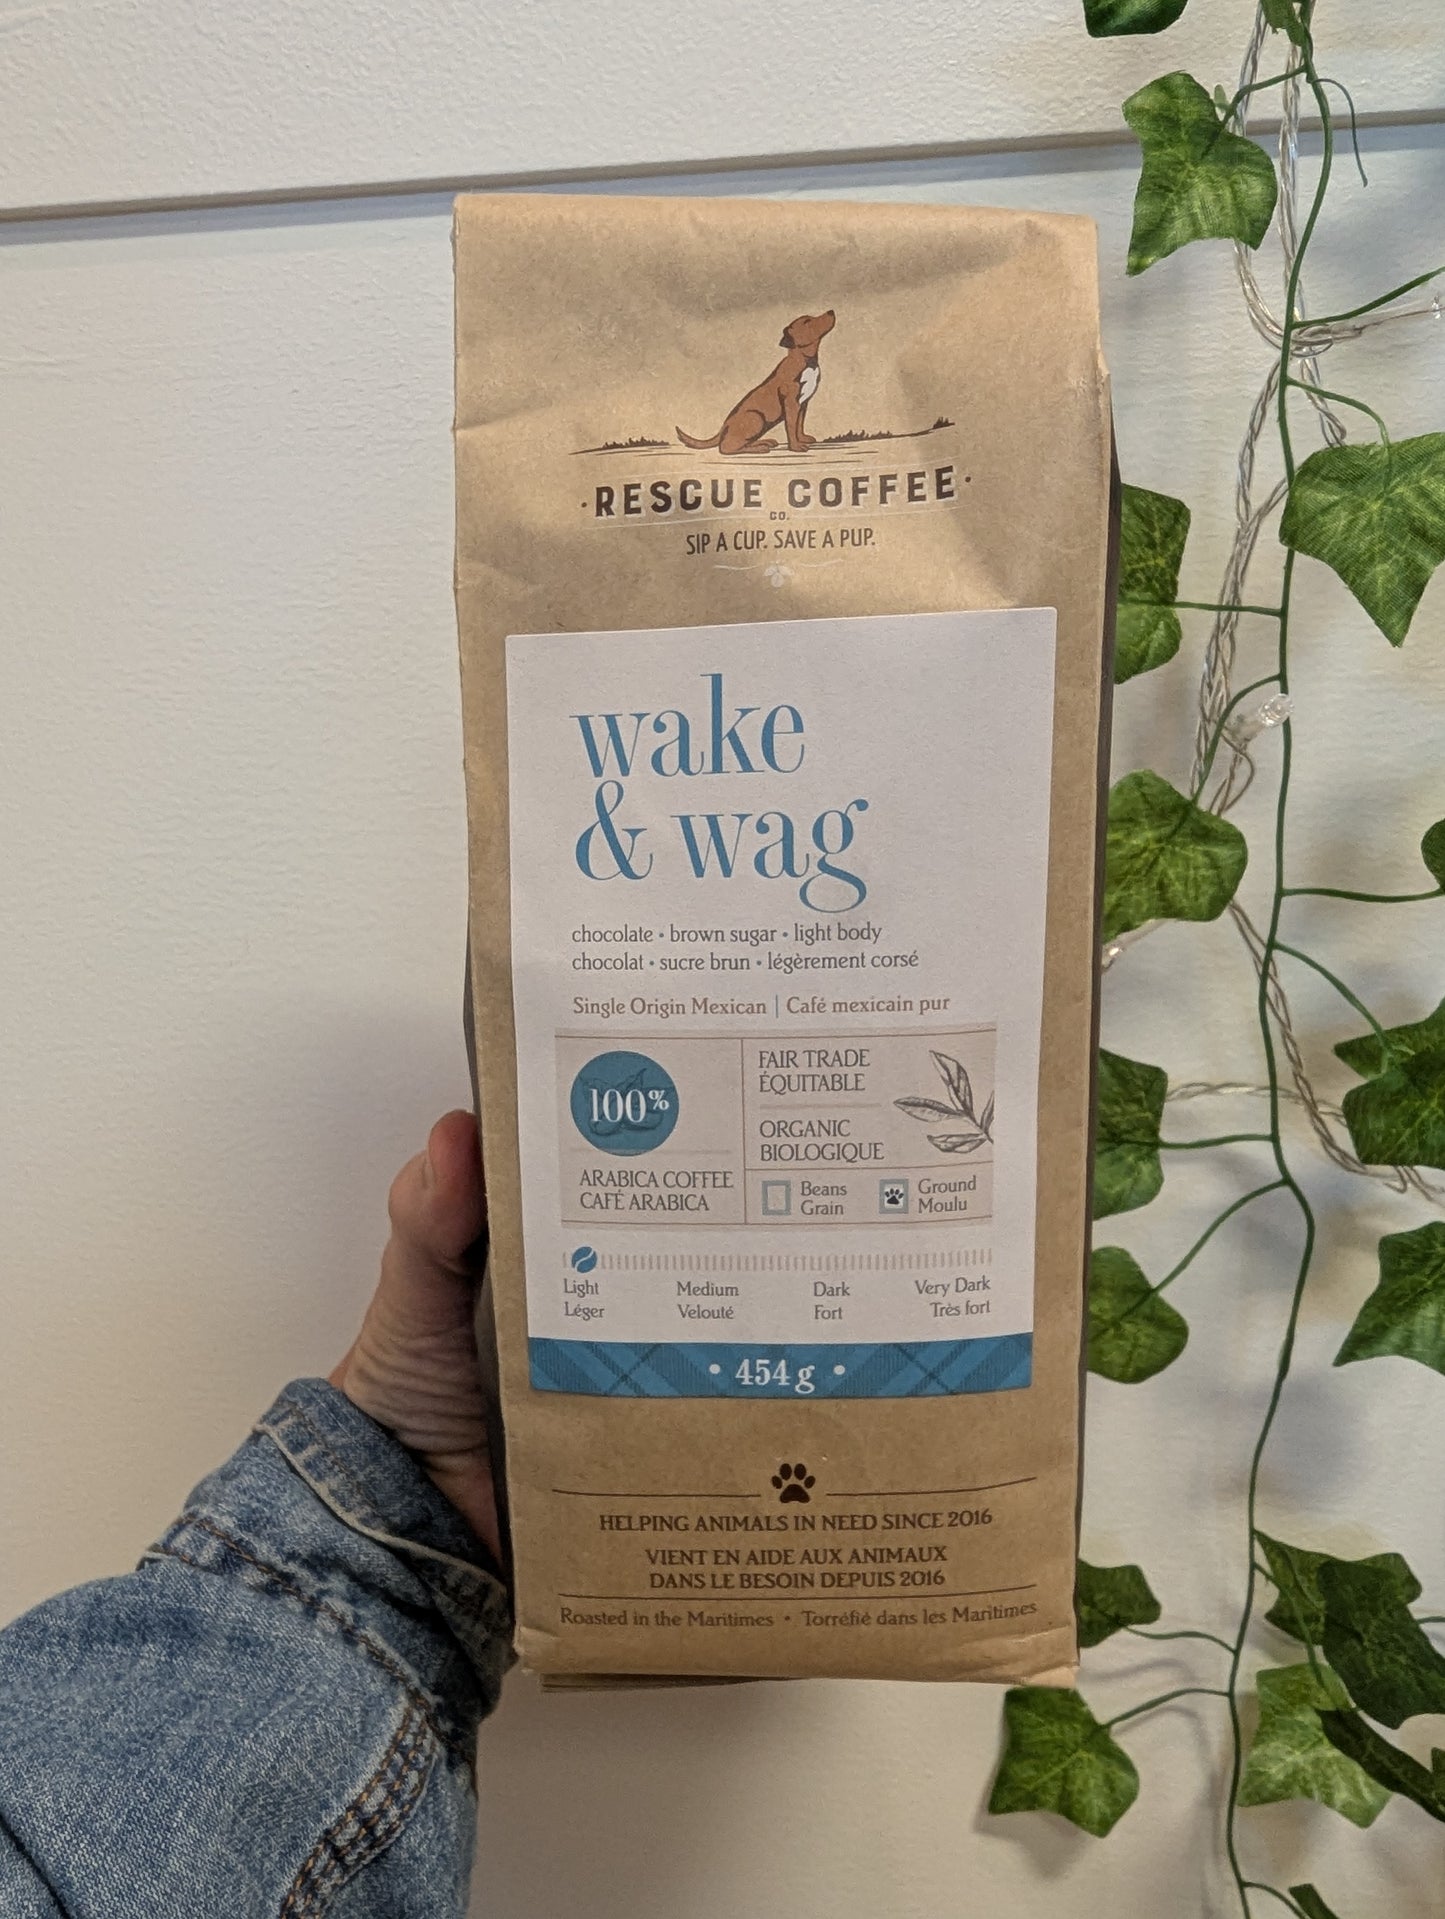 ·RESCUE COFFEE·
CO.
SIP A CUP. SAVE A PUP.
wake
& wag
chocolate • brown sugar • light body
chocolat • sucre brun • légèrement corsé
Single Origin Mexican | Café mexicain pur
100%
ARABICA COFFEE
CAFÉ ARABICA
FAIR TRADE
ÉQUITABLE
ORGANIC
BIOLOGIQUE
Beans
Grain
Ground
Moulu
Light Medium Dark Very Dark
Léger Velouté Fort Très fort
• 454 g •
HELPING ANIMALS IN NEED SINCE 2016
VIENT EN AIDE AUX ANIMAUX
DANS LE BESOIN DEPUIS 2016
Roasted in the Maritimes • Torréfié dans les Maritimes